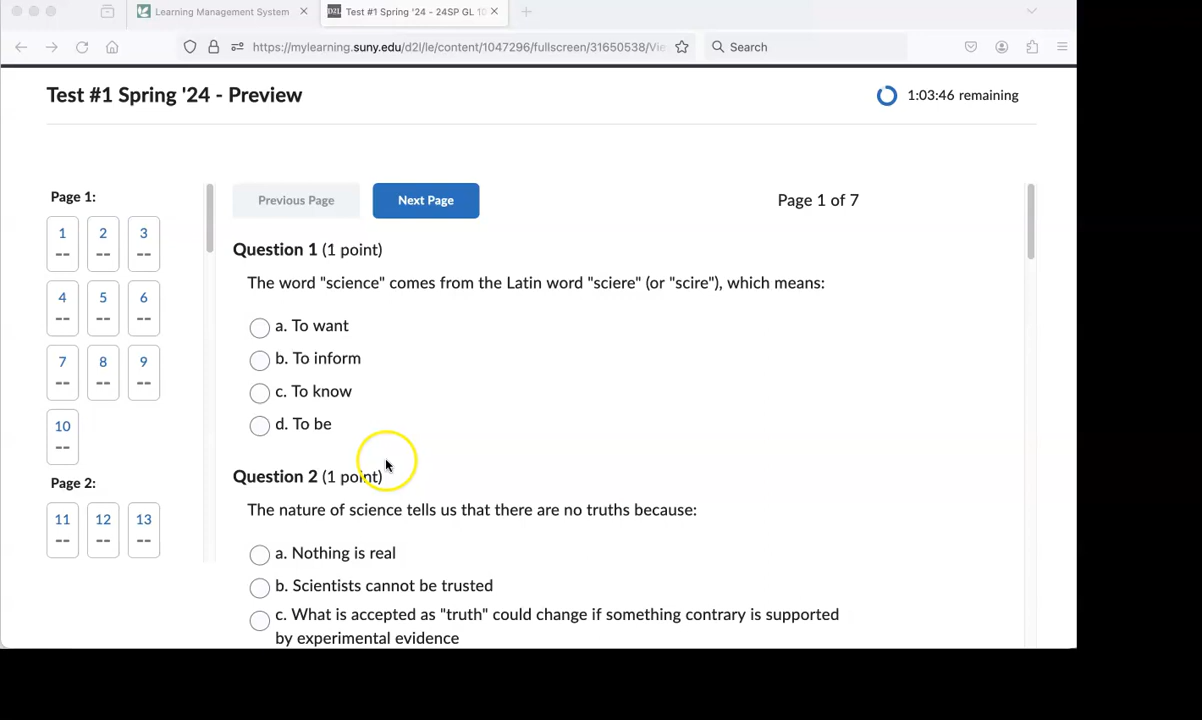 Learning Management System
Test #1 Spring '24 - 24SP GL 10
https://mylearning.suny.edu/d2l/le/content/1047296/fullscreen/31650538/Vie
Search
Test #1 Spring '24 - Preview
1:03:46 remaining
Page 1:
1 2 3
-- -- --
4 5 6
-- -- --
7 8 9
-- -- --
10
--
Page 2:
11 12 13
-- -- --
Previous Page
Next Page
Page 1 of 7
Question 1 (1 point)
The word "science" comes from the Latin word "sciere" (or "scire"), which means:
a. To want
b. To inform
c. To know
d. To be
Question 2 (1 point)
The nature of science tells us that there are no truths because:
a. Nothing is real
b. Scientists cannot be trusted
c. What is accepted as "truth" could change if something contrary is supported
by experimental evidence